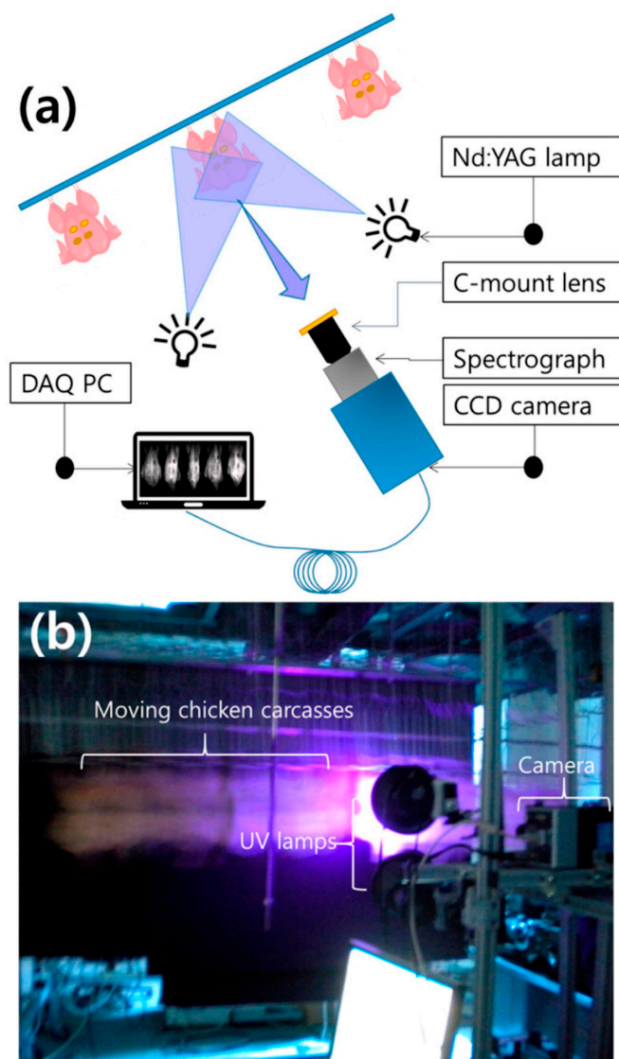 (a)
Nd:YAG lamp
C-mount lens
Spectrograph
DAQ PC
CCD camera
(b)
Moving chicken carcasses
Camera
UV lamps